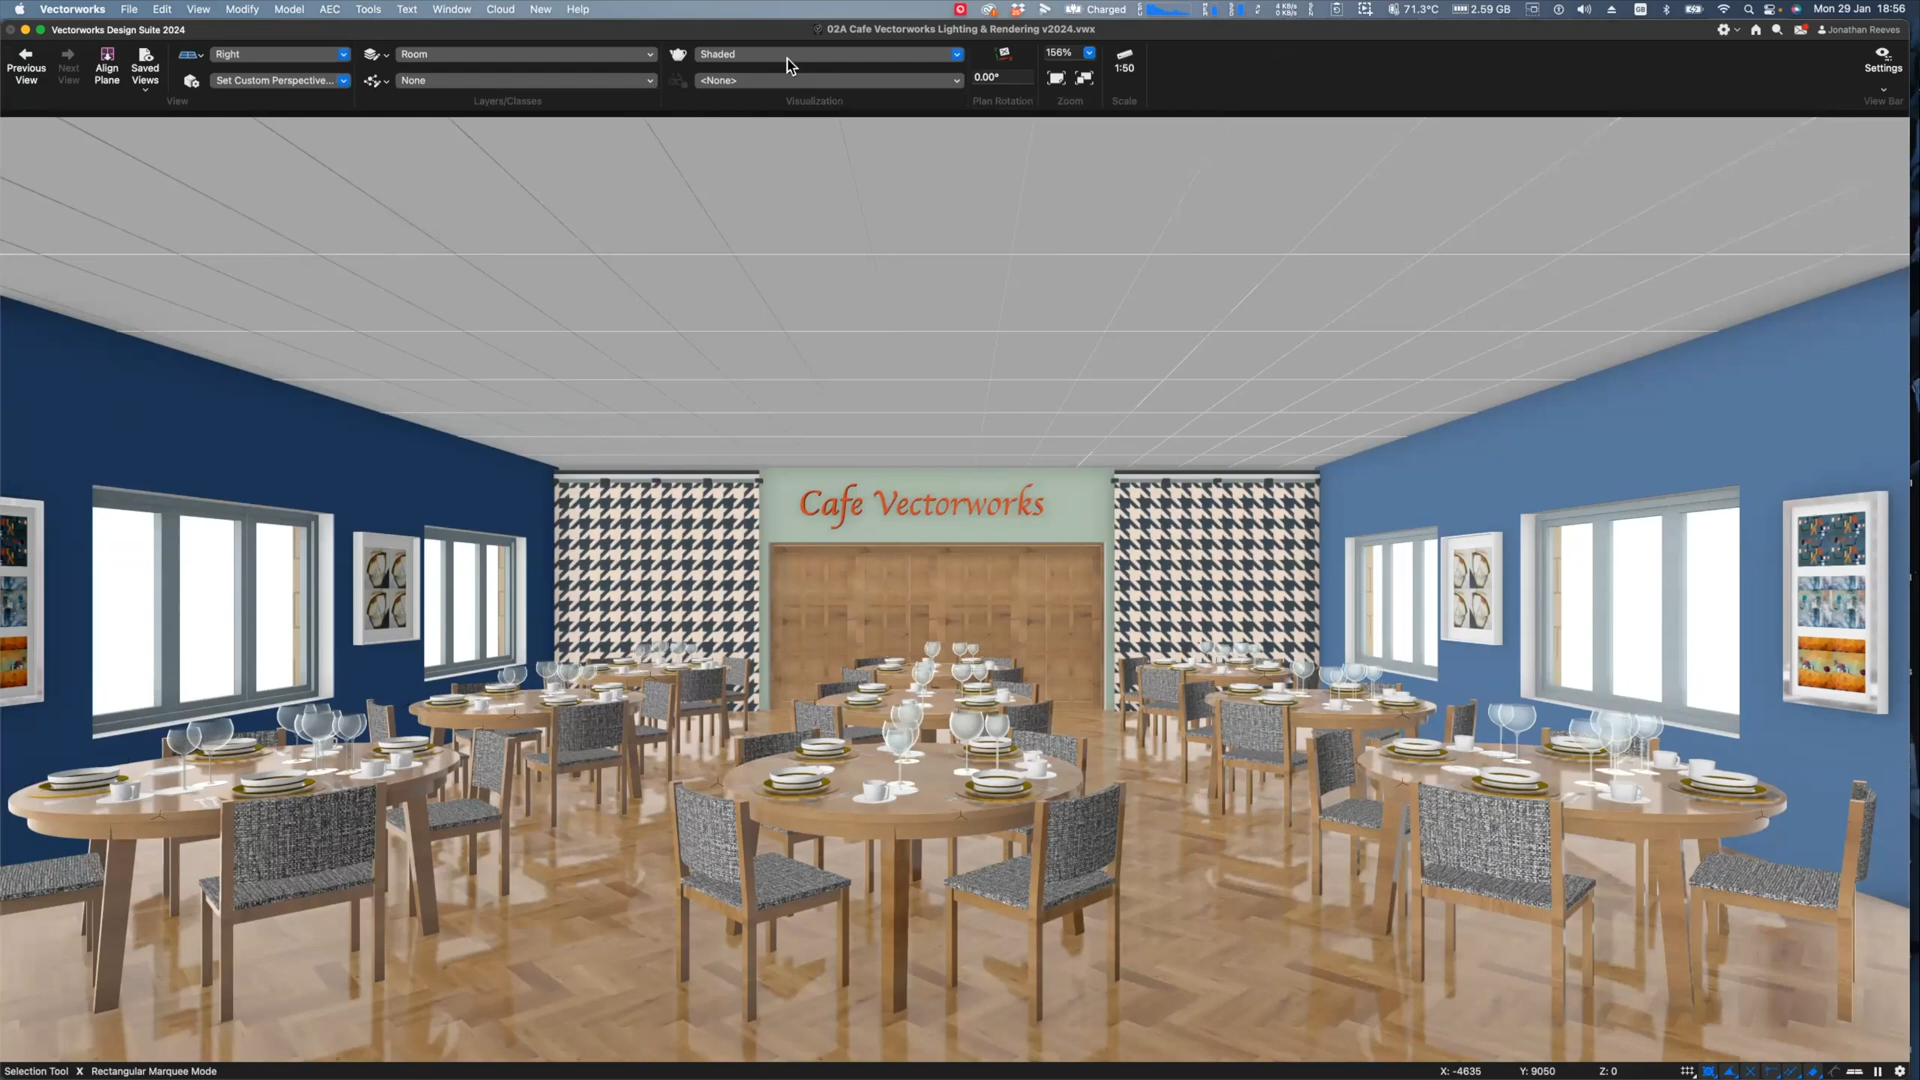 Vectorworks File Edit View Modify Model AEC Tools Text Window Cloud New Help
Charged
4 KB/s
0 KB/s
71.3°C
2.59 GB
Mon 29 Jan 18:56
Vectorworks Design Suite 2024
02A Cafe Vectorworks Lighting & Rendering v2024.vwx
Jonathan Reeves
Previous View
Next View
Align Plane
Saved Views
Right
Set Custom Perspective...
View
Room
None
Layers/Classes
Shaded
<None>
Visualization
0.00°
Plan Rotation
156%
Zoom
1:50
Scale
Settings
View Bar
Cafe Vectorworks
Selection Tool X Rectangular Marquee Mode
X: -4635 Y: 9050 Z: 0